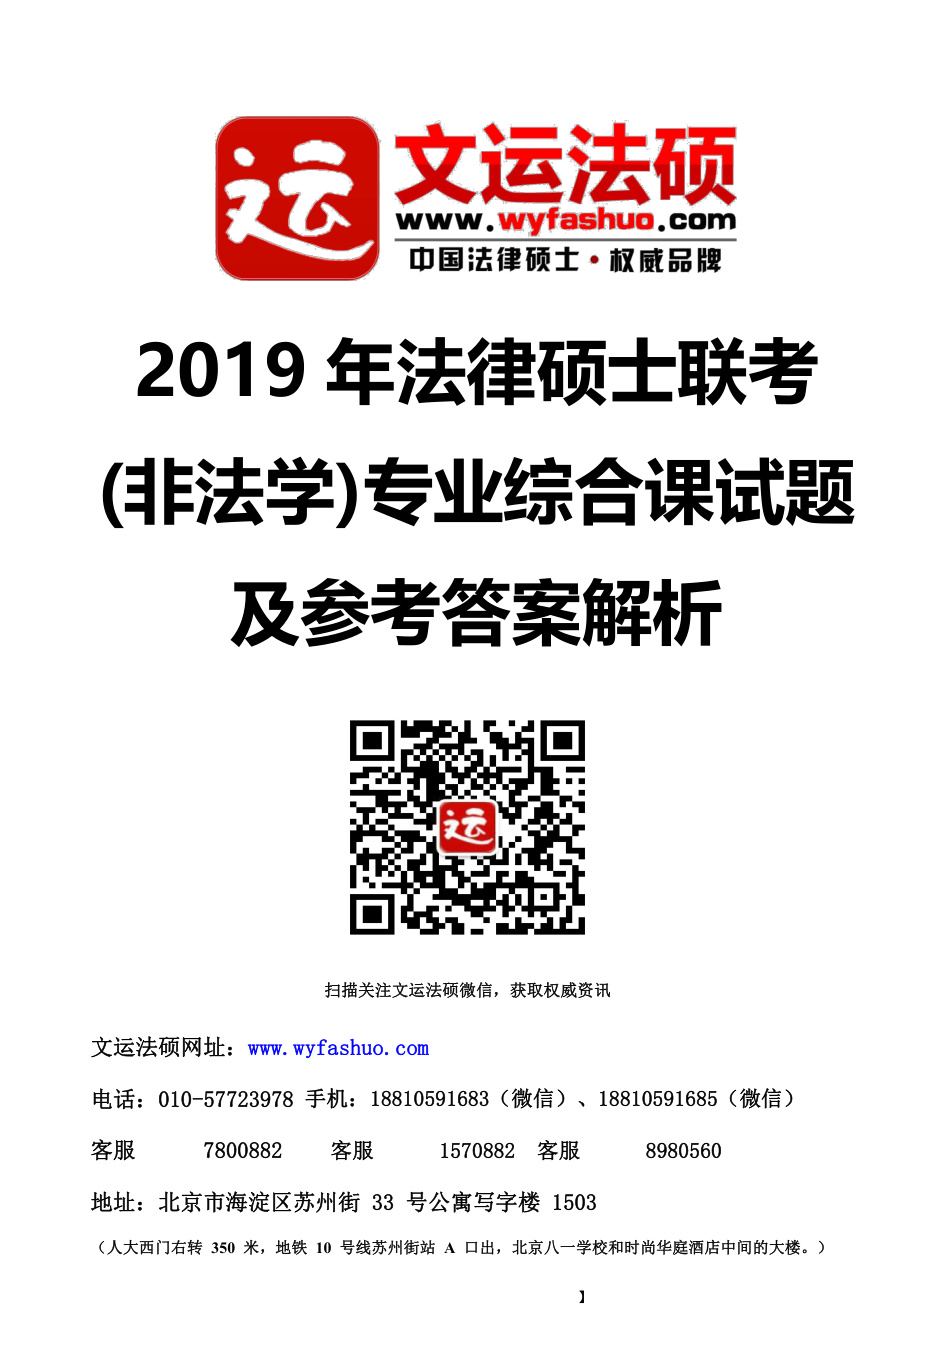 运 文运法硕
www.wyfashuo.com
中国法律硕士·权威品牌
2019 年法律硕士联考
(非法学)专业综合课试题
及参考答案解析
运
扫描关注文运法硕微信，获取权威资讯
文运法硕网址：www.wyfashuo.com
电话：010-57723978 手机：18810591683（微信）、18810591685（微信）
客服 7800882 客服 1570882 客服 8980560
地址：北京市海淀区苏州街 33 号公寓写字楼 1503
（人大西门右转 350 米，地铁 10 号线苏州街站 A 口出，北京八一学校和时尚华庭酒店中间的大楼。）
】